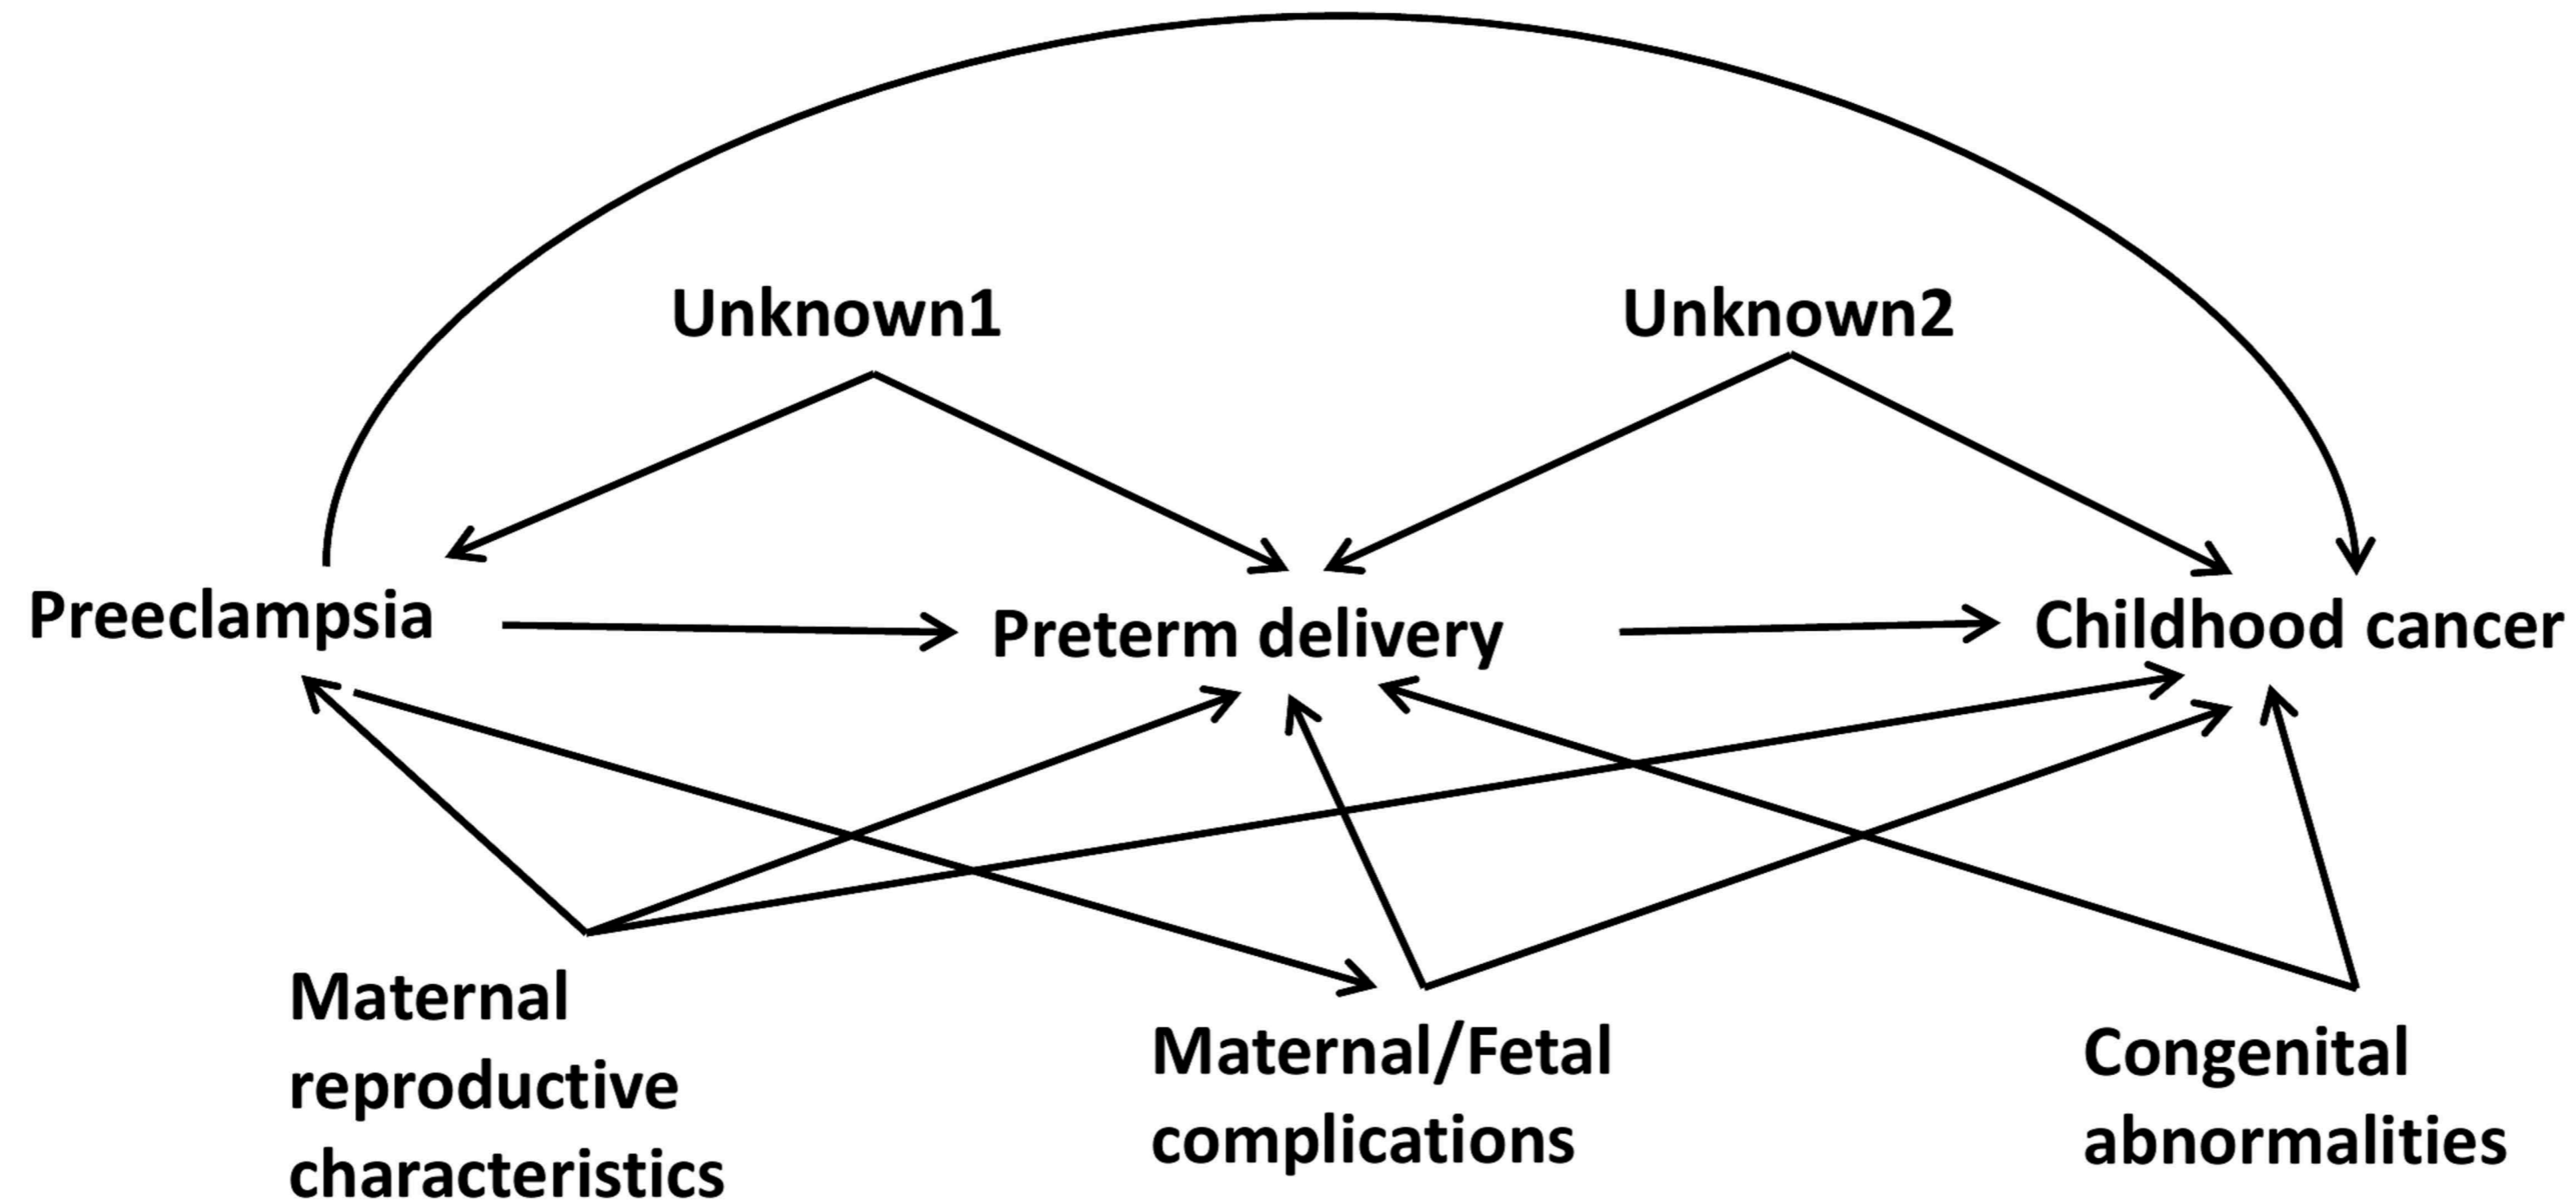 Unknown1
Unknown2
Preeclampsia
Preterm delivery
Childhood cancer
Maternal
reproductive
characteristics
Maternal/Fetal
complications
Congenital
abnormalities